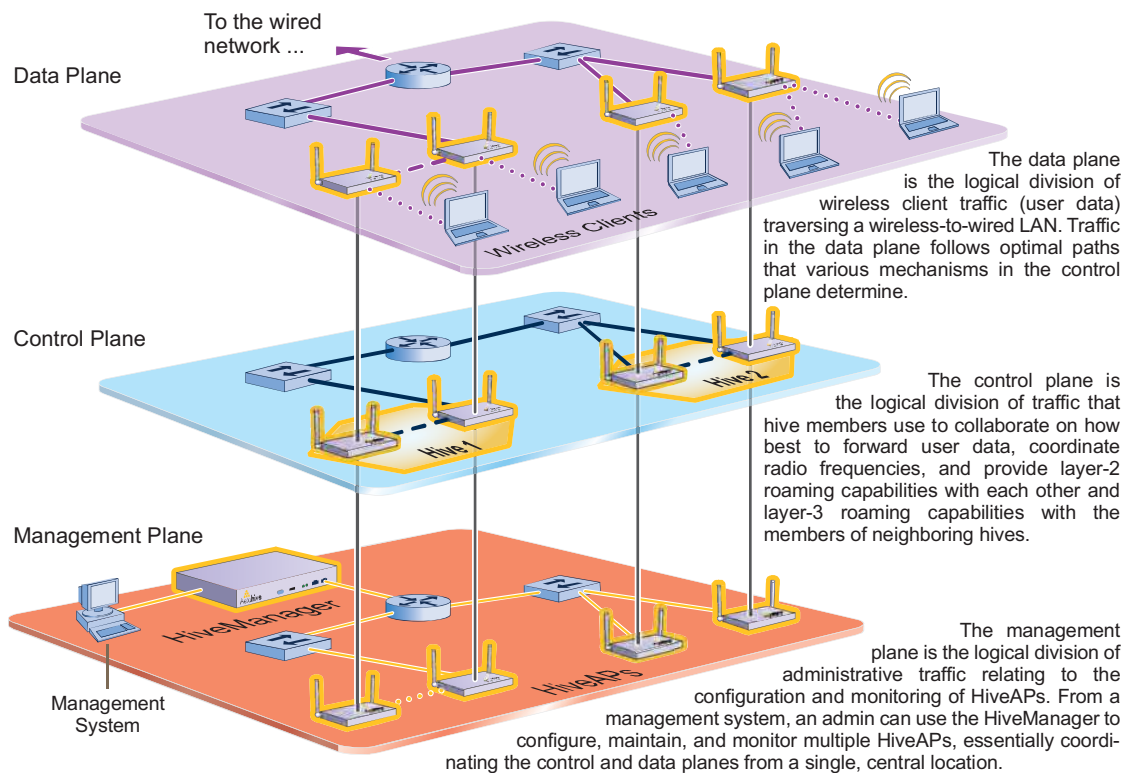 To the wired
network ...
Data Plane
Wireless Clients
The data plane
is the logical division of
wireless client traffic (user data)
traversing a wireless-to-wired LAN. Traffic
in the data plane follows optimal paths
that various mechanisms in the control
plane determine.
Control Plane
Hive 1
Hive 2
The control plane is
the logical division of traffic that
hive members use to collaborate on how
best to forward user data, coordinate
radio frequencies, and provide layer-2
roaming capabilities with each other and
layer-3 roaming capabilities with the
members of neighboring hives.
Management Plane
HiveManager
HiveAPs
Management
System
The management
plane is the logical division of
administrative traffic relating to the
configuration and monitoring of HiveAPs. From a
management system, an admin can use the HiveManager to
configure, maintain, and monitor multiple HiveAPs, essentially coordi-
nating the control and data planes from a single, central location.